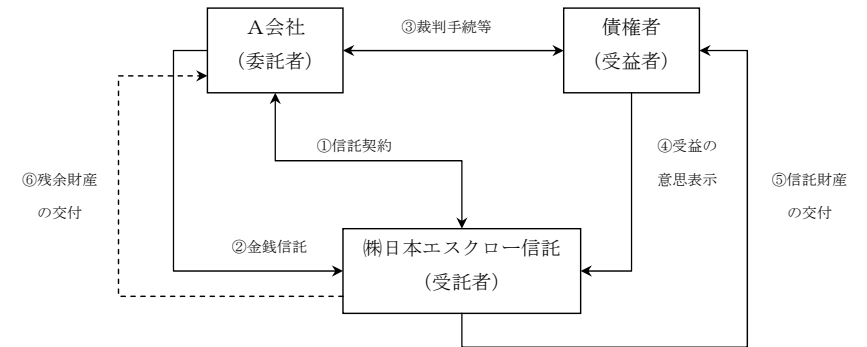 A会社
（委託者）
③裁判手続等
債権者
（受益者）
①信託契約
④受益の
意思表示
⑥残余財産
の交付
⑤信託財産
の交付
②金銭信託
㈱日本エスクロー信託
（受託者）